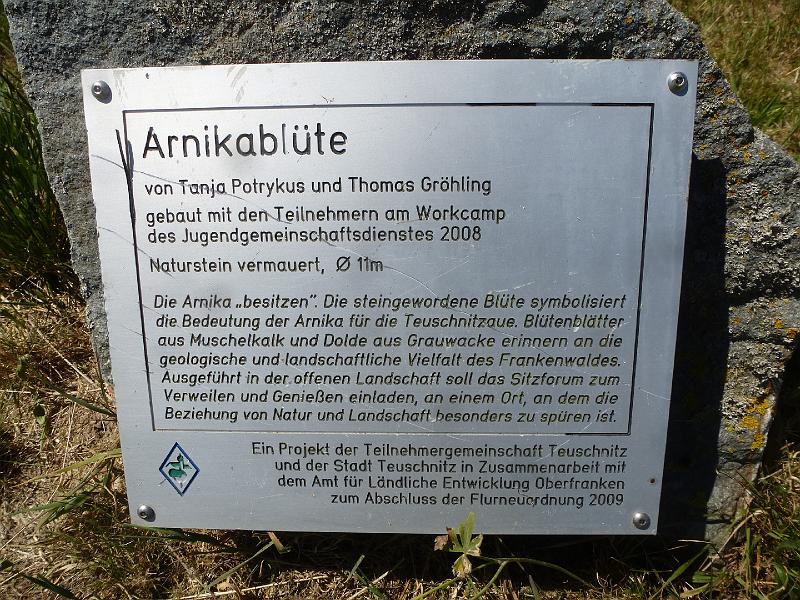 Arnikablüte
von Tanja Potrykus und Thomas Gröhling
gebaut mit den Teilnehmern am Workcamp
des Jugendgemeinschaftsdienstes 2008
Naturstein vermauert, Ø 11m
Die Arnika „besitzen“. Die steingewordene Blüte symbolisiert
die Bedeutung der Arnika für die Teuschnitzaue. Blütenblätter
aus Muschelkalk und Dolde aus Grauwacke erinnern an die
geologische und landschaftliche Vielfalt des Frankenwaldes.
Ausgeführt in der offenen Landschaft soll das Sitzforum zum
Verweilen und Genießen einladen, an einem Ort, an dem die
Beziehung von Natur und Landschaft besonders zu spüren ist.
Ein Projekt der Teilnehmergemeinschaft Teuschnitz
und der Stadt Teuschnitz in Zusammenarbeit mit
dem Amt für Ländliche Entwicklung Oberfranken
zum Abschluss der Flurneuordnung 2009